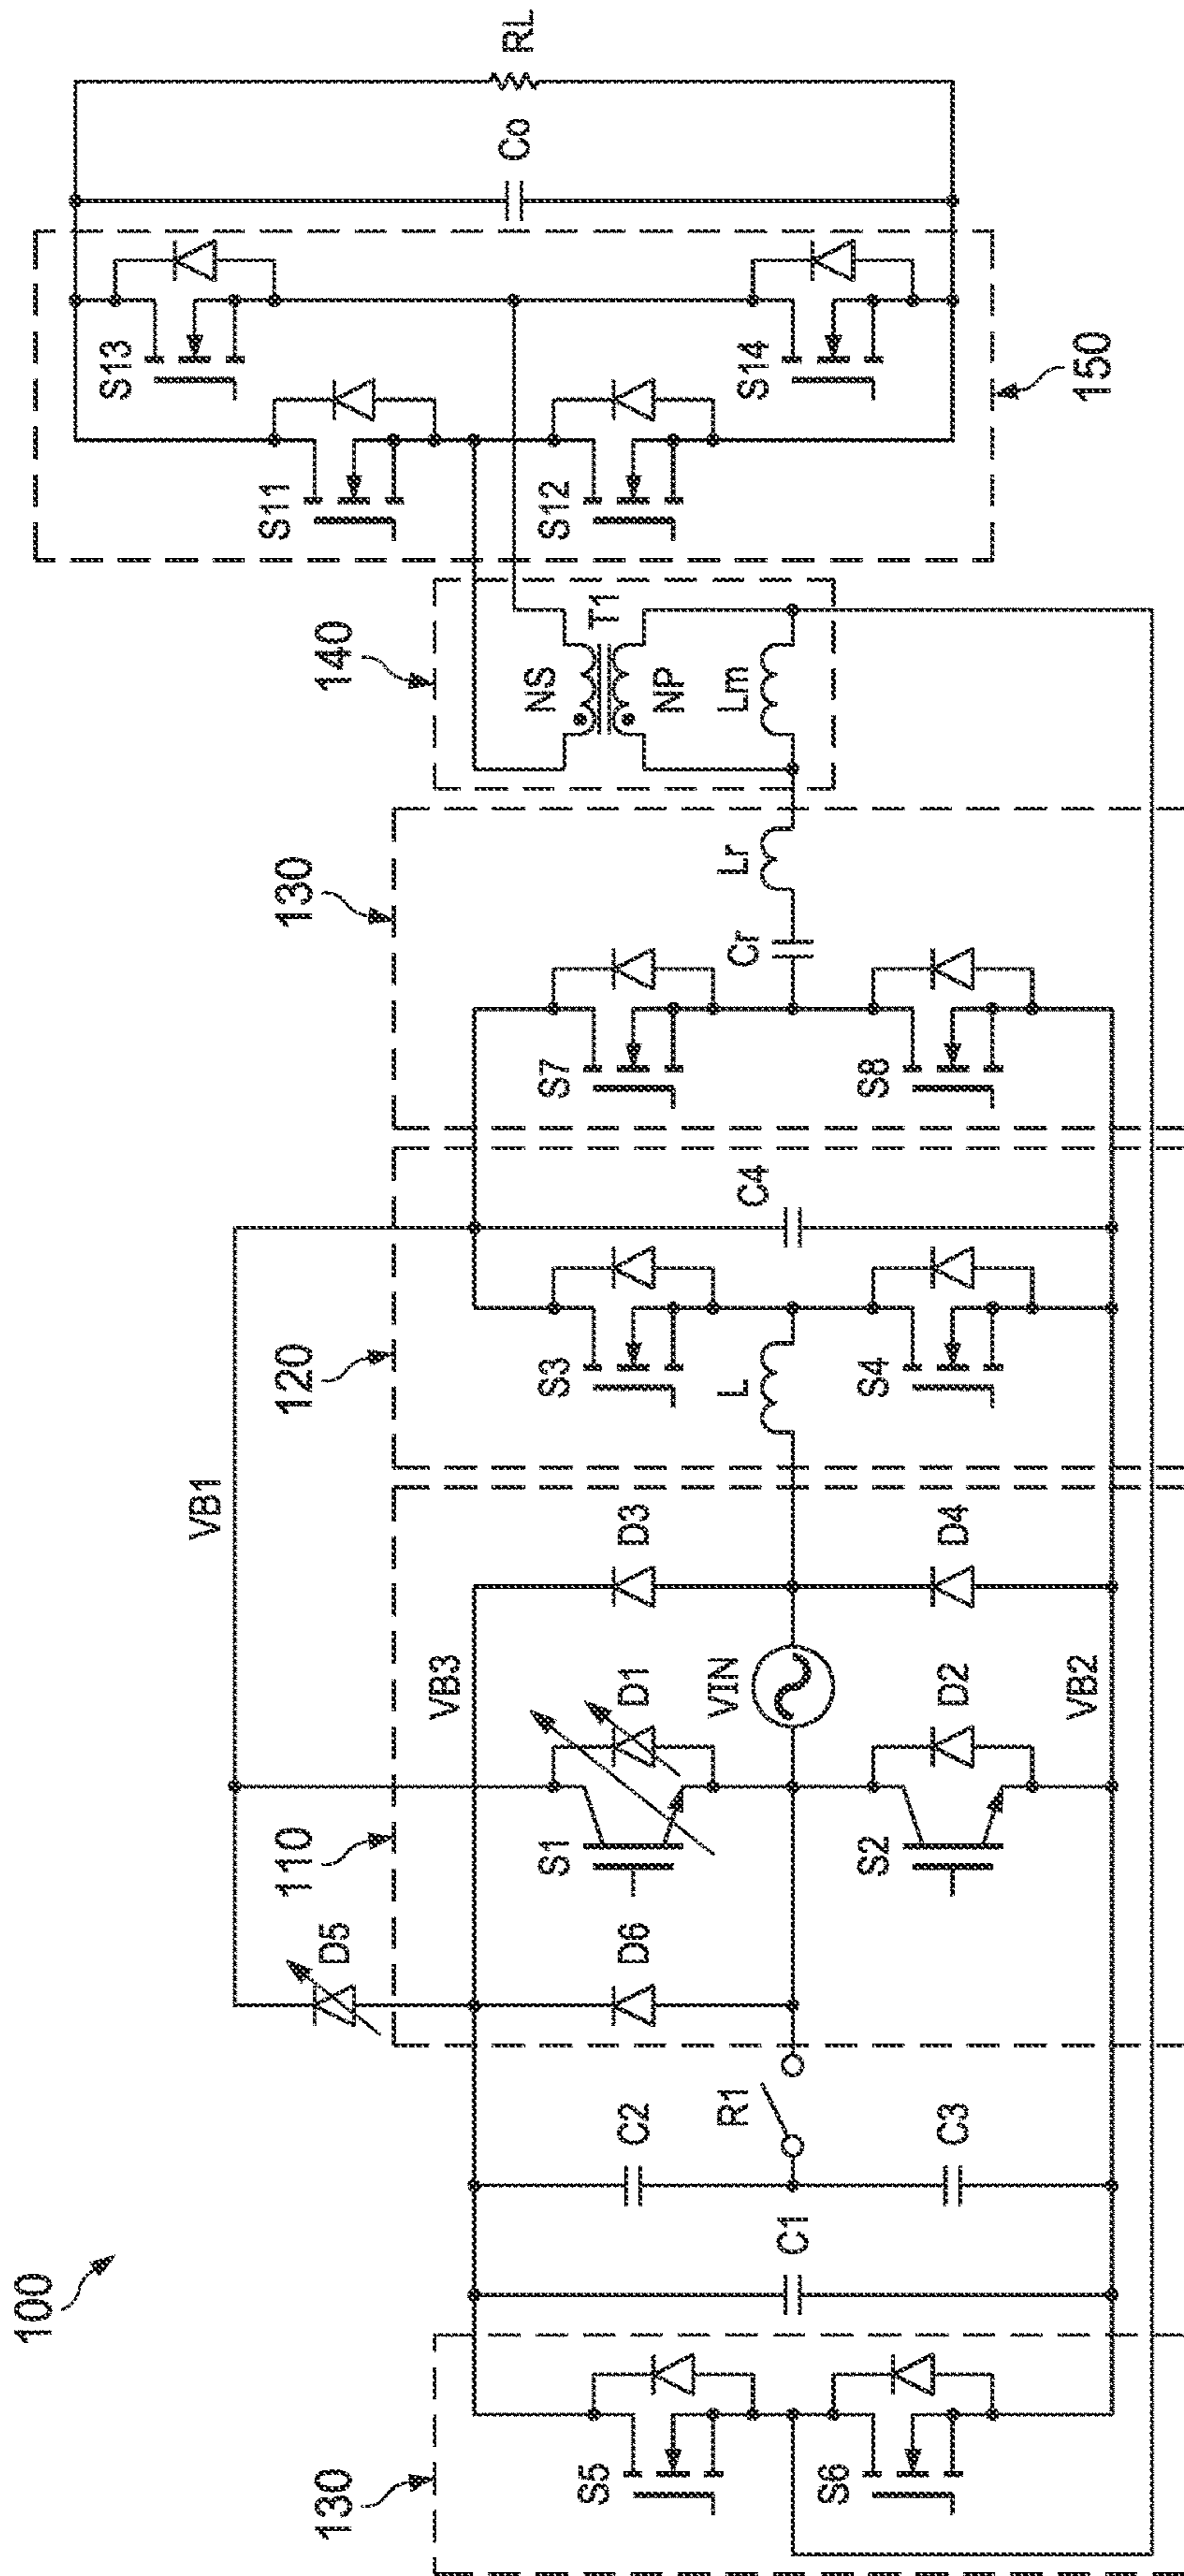 100
130
S5
S6
C1
C2
C3
R1
110
D5
D6
S1
S2
D1
D2
VIN
VB1
VB3
VB2
D3
D4
120
S3
S4
L
C4
130
S7
S8
Cr
Lr
140
NS
T1
NP
Lm
S11
S12
S13
S14
150
Co
RL